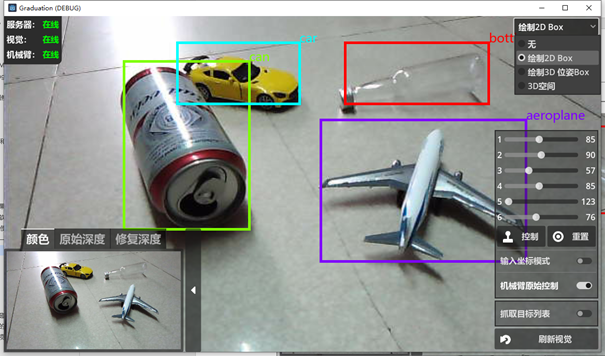 Graduation (DEBUG)
服务器: 在线
视觉: 在线
机械臂: 在线
绘制2D Box
无
绘制2D Box
绘制3D 位姿Box
3D空间
car
can
bott
aeroplane
1 85
2 90
3 57
4 85
5 123
6 76
控制 重置
输入坐标模式
机械臂原始控制
抓取目标列表
刷新视觉
颜色 原始深度 修复深度